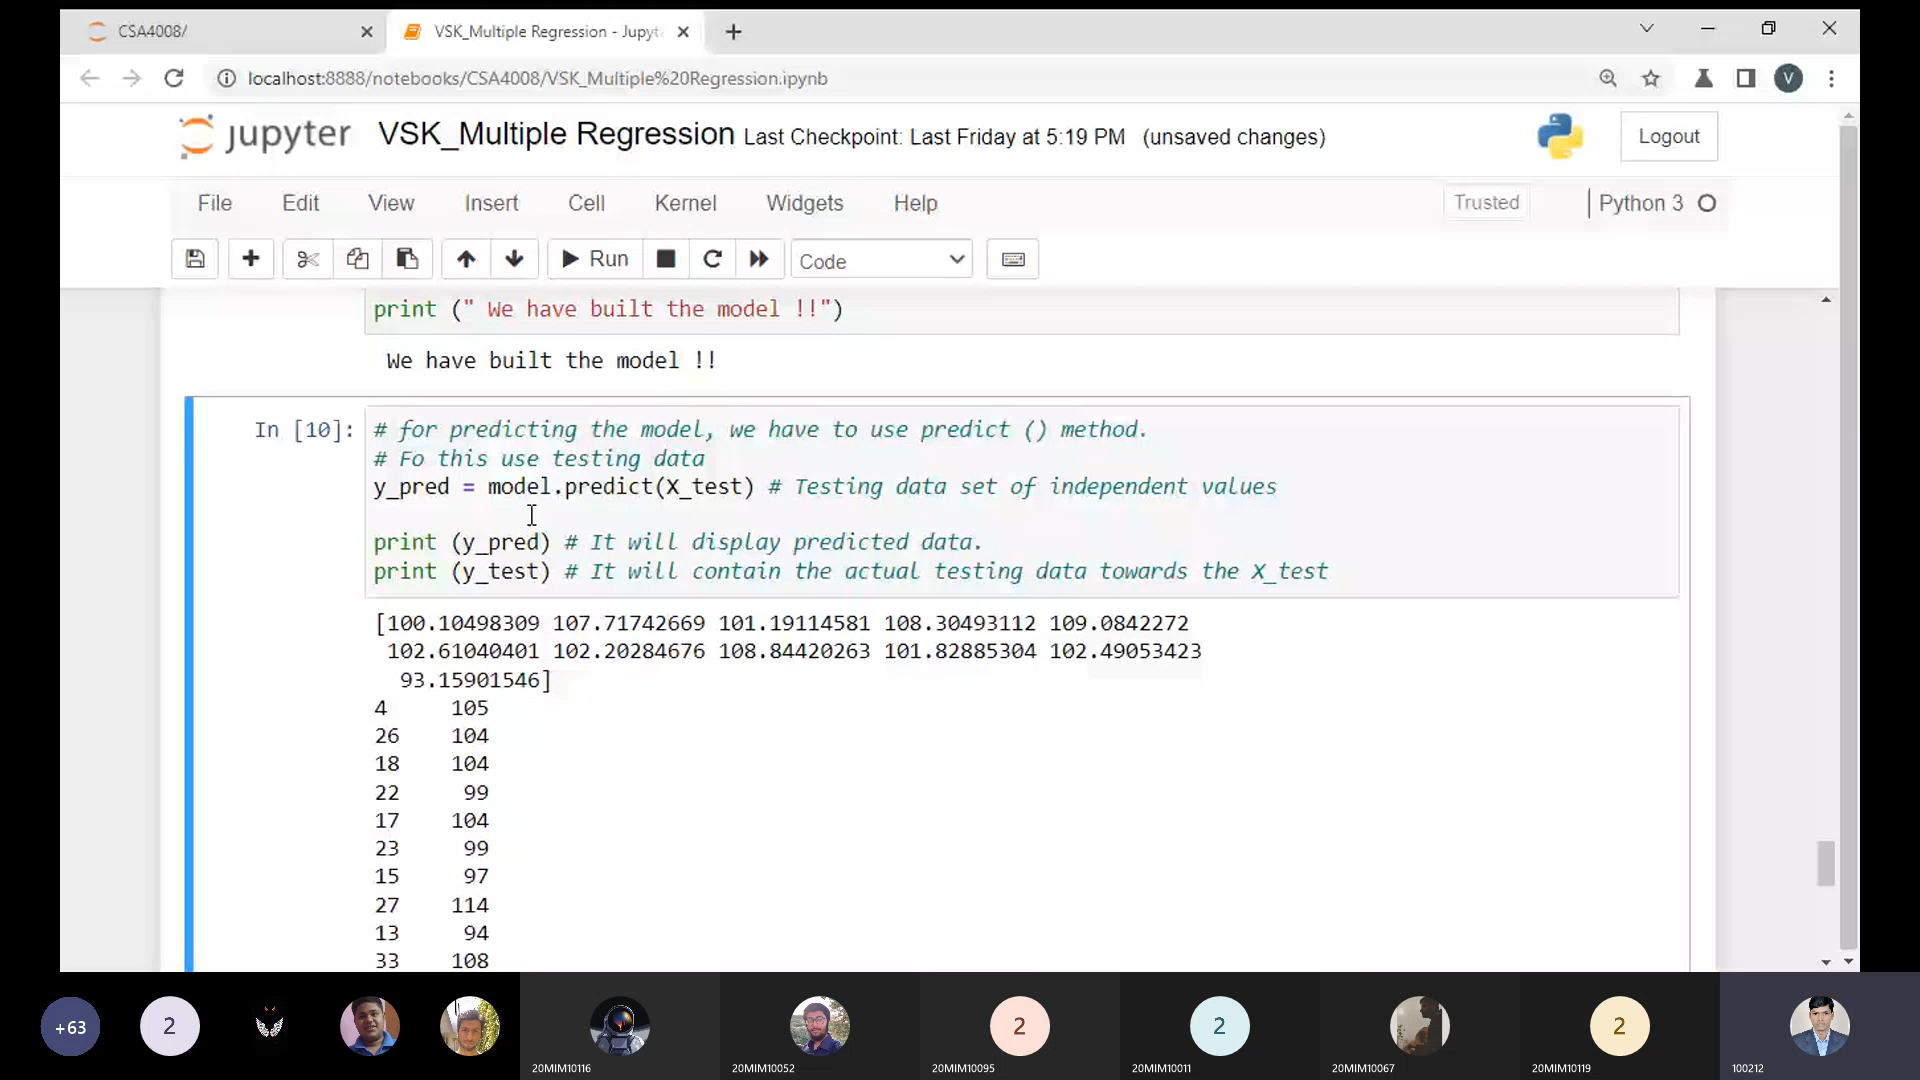 CSA4008/
VSK_Multiple Regression - Jupyt
localhost:8888/notebooks/CSA4008/VSK_Multiple%20Regression.ipynb
V
jupyter VSK_Multiple Regression Last Checkpoint: Last Friday at 5:19 PM (unsaved changes)
Logout
File Edit View Insert Cell Kernel Widgets Help
Trusted
Python 3
Run
Code
print (" We have built the model !!")
We have built the model !!
In [10]:
# for predicting the model, we have to use predict () method.
# Fo this use testing data
y_pred = model.predict(X_test) # Testing data set of independent values
print (y_pred) # It will display predicted data.
print (y_test) # It will contain the actual testing data towards the X_test
[100.10498309 107.71742669 101.19114581 108.30493112 109.0842272
102.61040401 102.20284676 108.84420263 101.82885304 102.49053423
93.15901546]
4 105
26 104
18 104
22 99
17 104
23 99
15 97
27 114
13 94
33 108
+63
2
2
2
2
20MIM10116
20MIM10052
20MIM10095
20MIM10011
20MIM10067
20MIM10119
100212